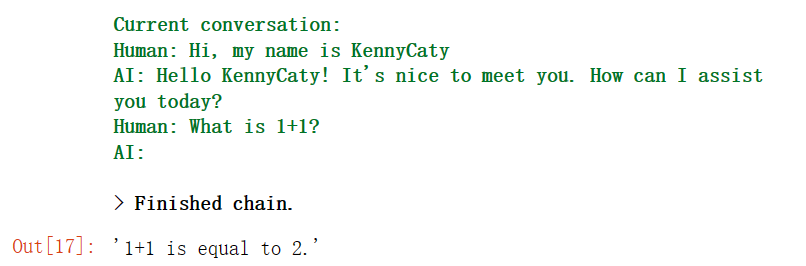 Current conversation:
Human: Hi, my name is KennyCaty
AI: Hello KennyCaty! It's nice to meet you. How can I assist
you today?
Human: What is 1+1?
AI:
> Finished chain.
Out[17]: '1+1 is equal to 2.'